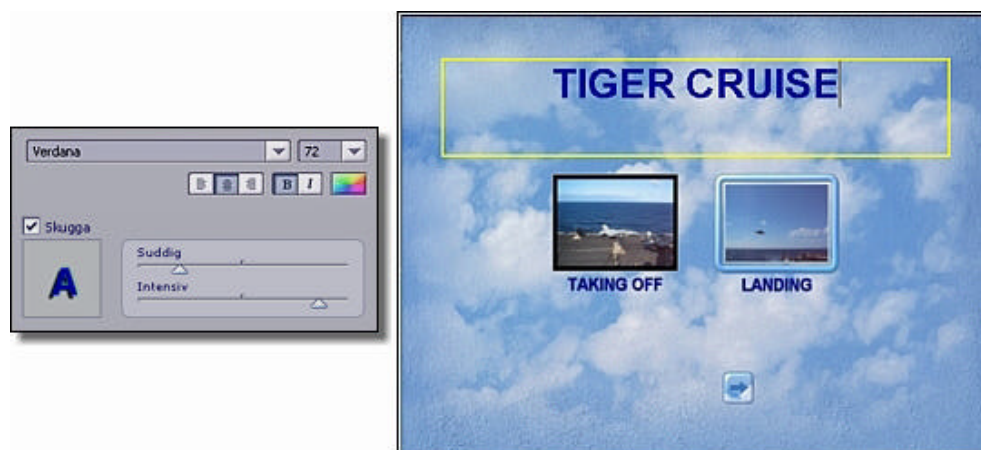 Verdana
72
B I
Skugga
Suddig
A
Intensiv
TIGER CRUISE
TAKING OFF
LANDING